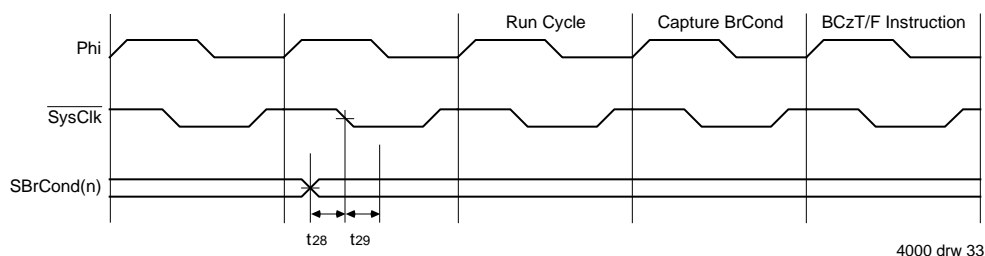 Run Cycle Capture BrCond BCzT/F Instruction
Phi
SysClk
SBrCond(n)
t28 t29
4000 drw 33